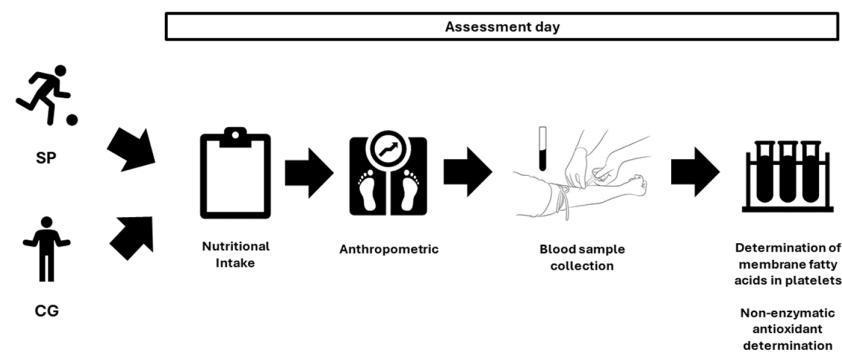 Assessment day
SP
CG
Nutritional
Intake
Anthropometric
Blood sample
collection
Determination of
membrane fatty
acids in platelets
Non-enzymatic
antioxidant
determination